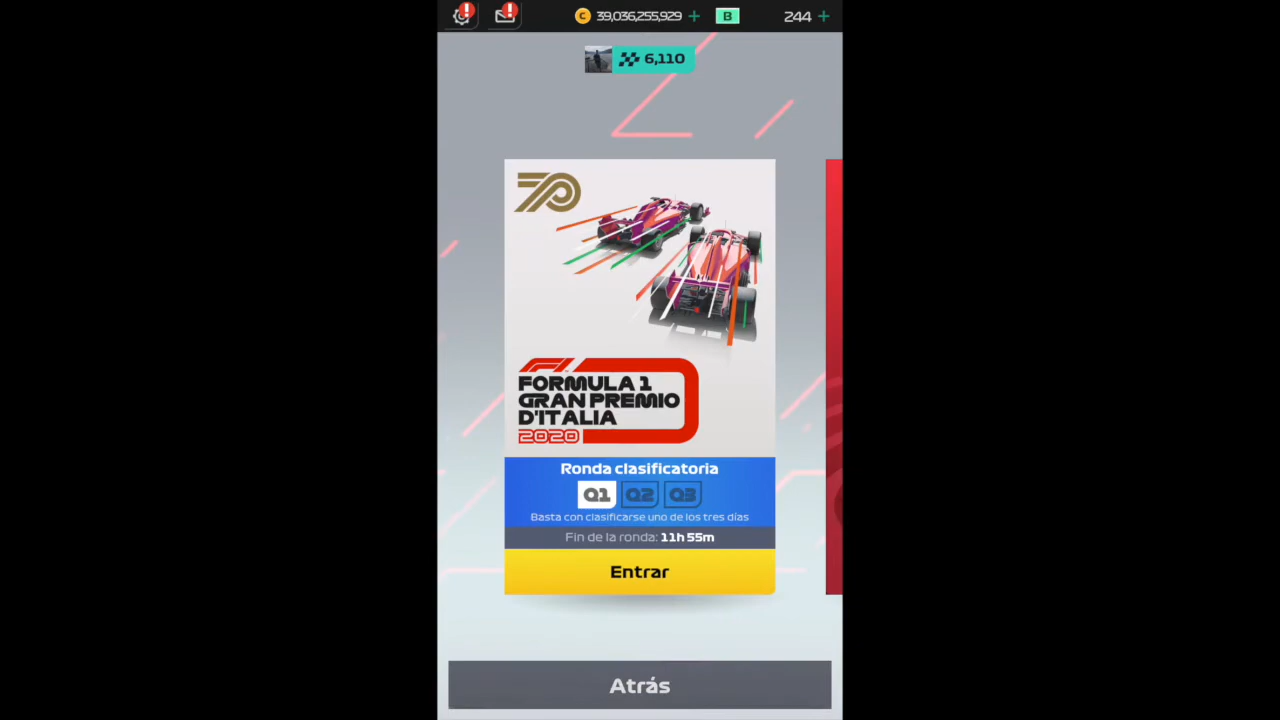 ! ! C 39,036,255,929 + B 244 +
6,110
70
FORMULA 1
GRAN PREMIO
D'ITALIA
2020
Ronda clasificatoria
Q1 Q2 Q3
Basta con clasificarse uno de los tres días
Fin de la ronda: 11h 55m
Entrar
Atrás